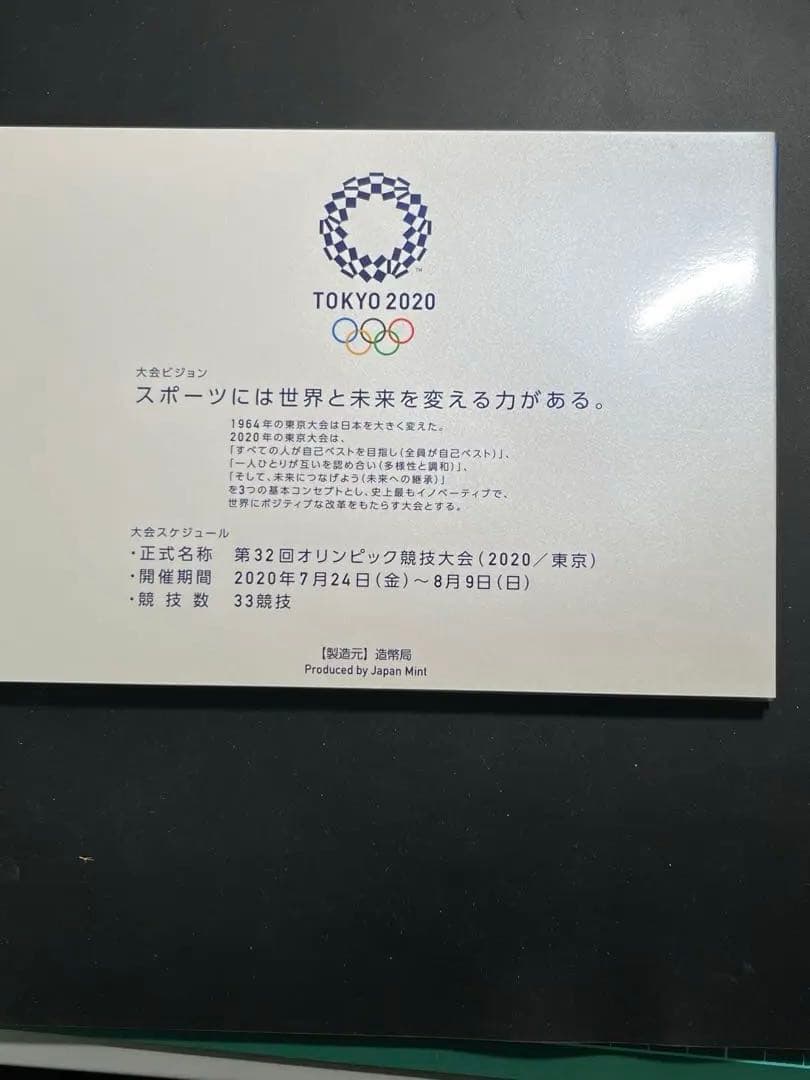 TM
TOKYO 2020
大会ビジョン
スポーツには世界と未来を変える力がある。
1964年の東京大会は日本を大きく変えた。
2020年の東京大会は、
「すべての人が自己ベストを目指し(全員が自己ベスト)」、
「一人ひとりが互いを認め合い(多様性と調和)」、
「そして、未来につなげよう(未来への継承)」
を3つの基本コンセプトとし、史上最もイノベーティブで、
世界にポジティブな改革をもたらす大会とする。
大会スケジュール
・正式名称 第32回オリンピック競技大会(2020／東京)
・開催期間 2020年7月24日(金)～8月9日(日)
・競技数 33競技
【製造元】造幣局
Produced by Japan Mint